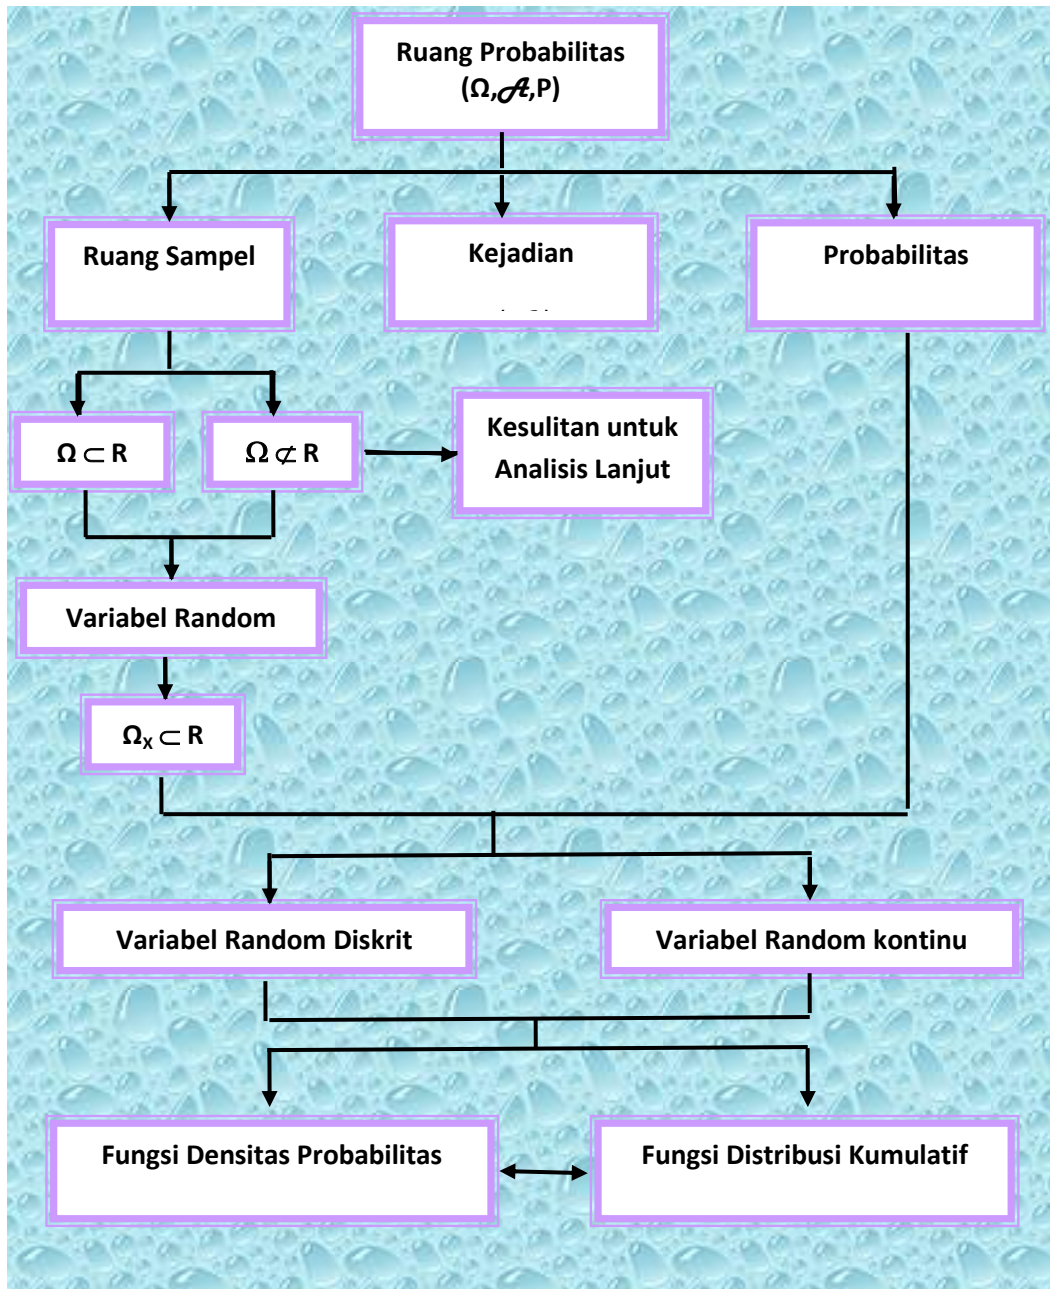 Ruang Probabilitas
(Ω,𝒜,P)
Ruang Sampel
Kejadian
Probabilitas
Ω ⊂ R
Ω ⊄ R
Kesulitan untuk
Analisis Lanjut
Variabel Random
Ωₓ ⊂ R
Variabel Random Diskrit
Variabel Random kontinu
Fungsi Densitas Probabilitas
Fungsi Distribusi Kumulatif